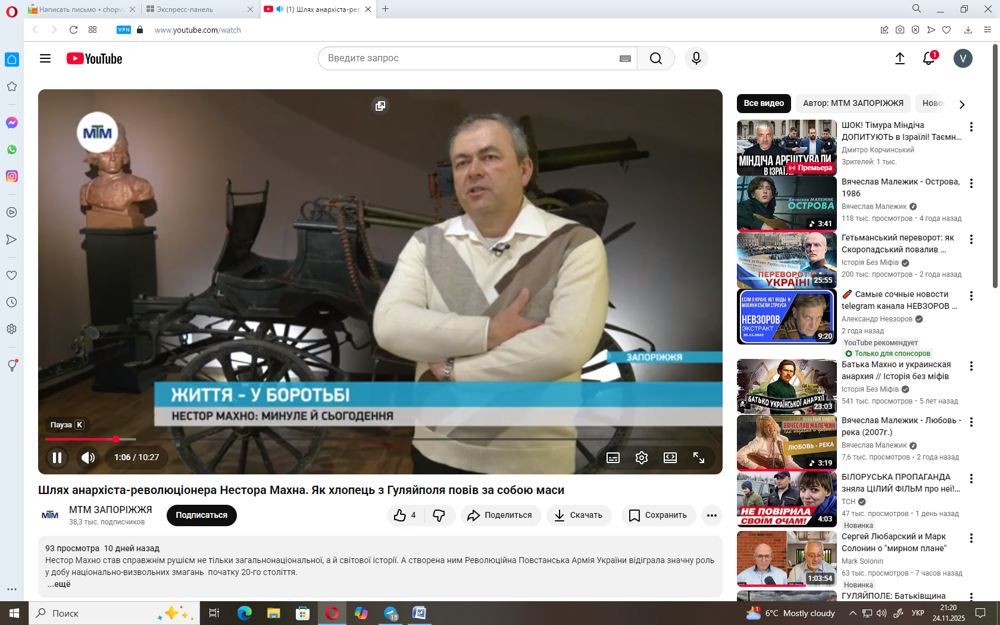 Написать письмо • chopvo
Экспресс-панель
(1) Шлях анархіста-рев
VPN
www.youtube.com/watch
YouTube
Введите запрос
1
V
МТМ
ЗАПОРІЖЖЯ
ЖИТТЯ - У БОРОТЬБІ
НЕСТОР МАХНО: МИНУЛЕ Й СЬОГОДЕННЯ
Пауза K
1:06 / 10:27
Шлях анархіста-революціонера Нестора Махна. Як хлопець з Гуляйполя повів за собою маси
МТМ
МТМ ЗАПОРІЖЖЯ
38,3 тыс. подписчиков
Подписаться
4
Поделиться
Скачать
Сохранить
93 просмотра 10 дней назад
Нестор Махно став справжнім рушієм не тільки загальнонаціональної, а й світової історії. А створена ним Революційна Повстанська Армія України відіграла значну роль
у добу національно-визвольних змагань початку 20-го століття.
...ещё
Все видео
Автор: МТМ ЗАПОРІЖЖЯ
Новос
МІНДІЧА АРЕШТУВАЛИ
В ІЗРАЇЛІ
Премьера
ШОК! Тімура Міндіча
ДОПИТУЮТЬ в Ізраїлі! Таємн...
Дмитро Корчинський
Зрителей: 1 тыс.
Вячеслав МАЛЕЖИК
ОСТРОВА
3:41
Вячеслав Малежик - Острова,
1986
Вячеслав Малежик
118 тыс. просмотров • 4 года назад
ПЕРЕВОРОТ В
УКРАЇНІ
25:55
Гетьманський переворот: як
Скоропадський повалив ...
Історія Без Міфів
200 тыс. просмотров • 2 года назад
ЕСЛИ В КРАНЕ НЕТ ВОДЫ И
МОБИКИ СЪЕЛИ СТРАУСА
НЕВЗОРОВ
ЭКСТРАКТ
30.11.2022
9:20
Самые сочные новости
telegram канала НЕВЗОРОВ ...
Александр Невзоров
2 года назад
YouTube рекомендует
Только для спонсоров
БАТЬКО УКРАЇНСЬКОЇ АНАРХІЇ
23:03
Батька Махно и украинская
анархия // Історія без міфів
Історія Без Міфів
541 тыс. просмотров • 5 лет назад
ВЯЧЕСЛАВ МАЛЕЖИК
Так недавно и давно...
ЛЮБОВЬ - РЕКА
3:19
Вячеслав Малежик - Любовь -
река (2007г.)
Вячеслав Малежик
7,6 тыс. просмотров • 2 года назад
НЕ ПОВІРИЛА
СВОЇМ ОЧАМ!
4:03
БІЛОРУСЬКА ПРОПАГАНДА
зняла ЦІЛИЙ ФІЛЬМ про неї!...
ТСН
47 тыс. просмотров • 1 день назад
Новинка
1:03:54
Сергей Любарский и Марк
Солонин о "мирном плане"
Mark Solonin
63 тыс. просмотров • 7 часов назад
Новинка
ГУЛЯЙПОЛЕ: Батьківщина
Поиск
18
1
6°C Mostly cloudy
УКР
21:20
24.11.2025